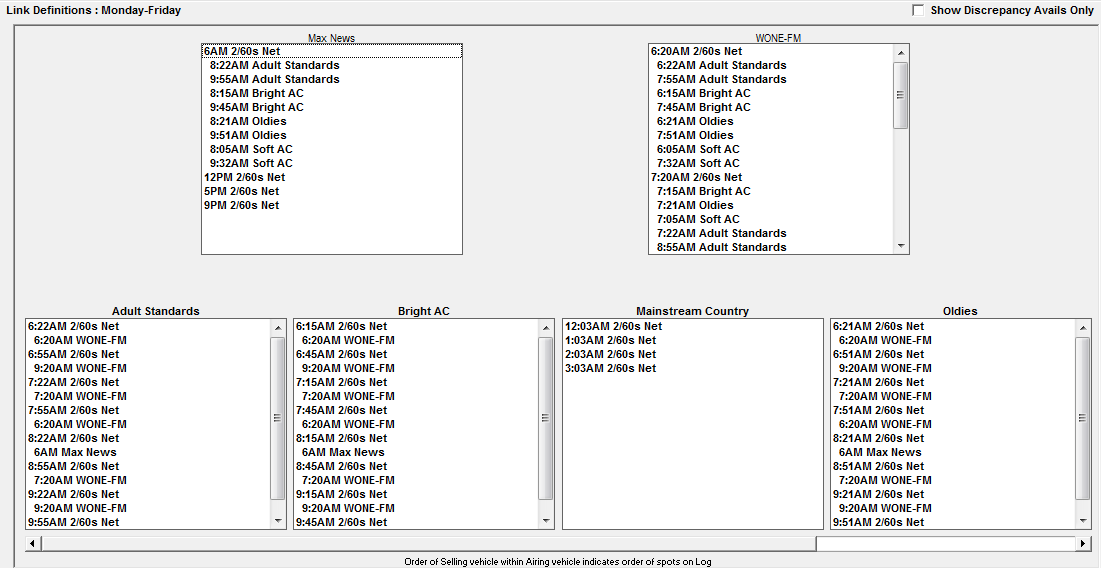 Link Definitions : Monday-Friday
Show Discrepancy Avails Only
Max News
6AM 2/60s Net
8:22AM Adult Standards
9:55AM Adult Standards
8:15AM Bright AC
9:45AM Bright AC
8:21AM Oldies
9:51AM Oldies
8:05AM Soft AC
9:32AM Soft AC
12PM 2/60s Net
5PM 2/60s Net
9PM 2/60s Net
WONE-FM
6:20AM 2/60s Net
6:22AM Adult Standards
7:55AM Adult Standards
6:15AM Bright AC
7:45AM Bright AC
6:21AM Oldies
7:51AM Oldies
6:05AM Soft AC
7:32AM Soft AC
7:20AM 2/60s Net
7:15AM Bright AC
7:21AM Oldies
7:05AM Soft AC
7:22AM Adult Standards
8:55AM Adult Standards
Adult Standards
6:22AM 2/60s Net
6:20AM WONE-FM
6:55AM 2/60s Net
9:20AM WONE-FM
7:22AM 2/60s Net
7:20AM WONE-FM
7:55AM 2/60s Net
6:20AM WONE-FM
8:22AM 2/60s Net
6AM Max News
8:55AM 2/60s Net
7:20AM WONE-FM
9:22AM 2/60s Net
9:20AM WONE-FM
9:55AM 2/60s Net
Bright AC
6:15AM 2/60s Net
6:20AM WONE-FM
6:45AM 2/60s Net
9:20AM WONE-FM
7:15AM 2/60s Net
7:20AM WONE-FM
7:45AM 2/60s Net
6:20AM WONE-FM
8:15AM 2/60s Net
6AM Max News
8:45AM 2/60s Net
7:20AM WONE-FM
9:15AM 2/60s Net
9:20AM WONE-FM
9:45AM 2/60s Net
Mainstream Country
12:03AM 2/60s Net
1:03AM 2/60s Net
2:03AM 2/60s Net
3:03AM 2/60s Net
Oldies
6:21AM 2/60s Net
6:20AM WONE-FM
6:51AM 2/60s Net
9:20AM WONE-FM
7:21AM 2/60s Net
7:20AM WONE-FM
7:51AM 2/60s Net
6:20AM WONE-FM
8:21AM 2/60s Net
6AM Max News
8:51AM 2/60s Net
7:20AM WONE-FM
9:21AM 2/60s Net
9:20AM WONE-FM
9:51AM 2/60s Net
Order of Selling vehicle within Airing vehicle indicates order of spots on Log